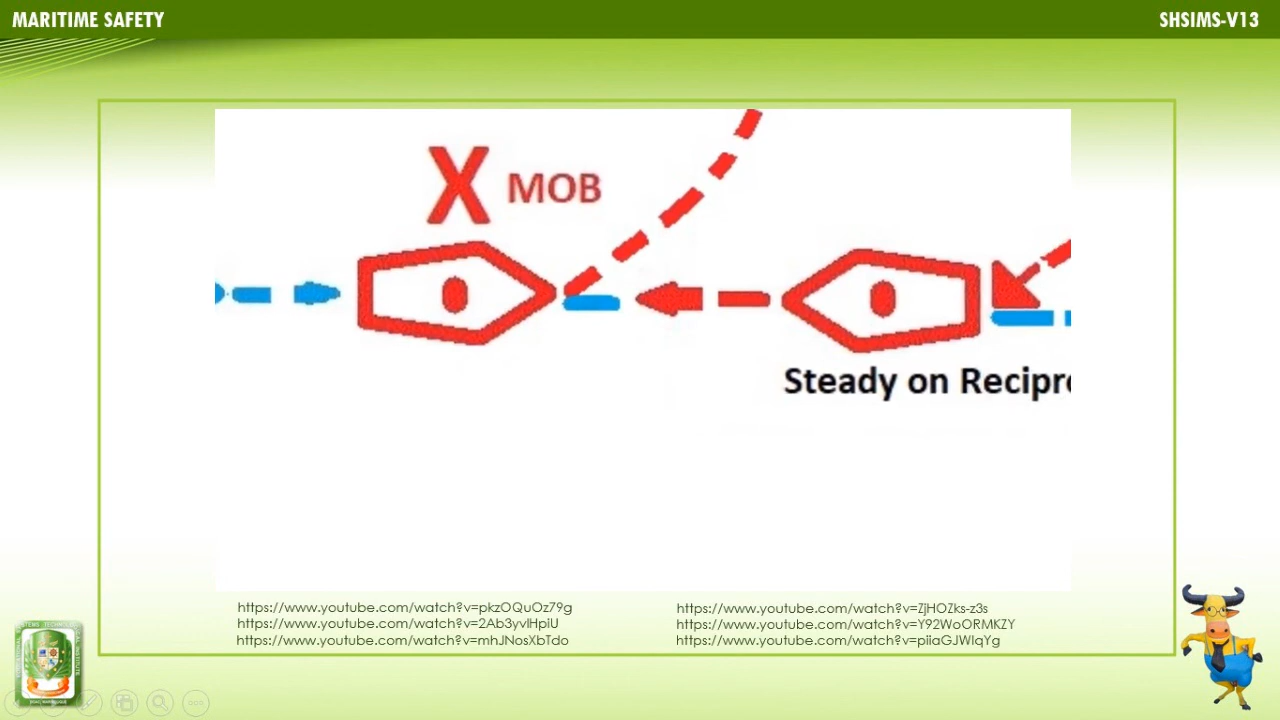 MARITIME SAFETY
SHSIMS-V13
X MOB
Steady on Recipr
https://www.youtube.com/watch?v=pkzOQuOz79g
https://www.youtube.com/watch?v=2Ab3yvlHpiU
https://www.youtube.com/watch?v=mhJNosXbTdo
https://www.youtube.com/watch?v=ZjHOZks-z3s
https://www.youtube.com/watch?v=Y92WoORMKZY
https://www.youtube.com/watch?v=piiaGJWIqYg